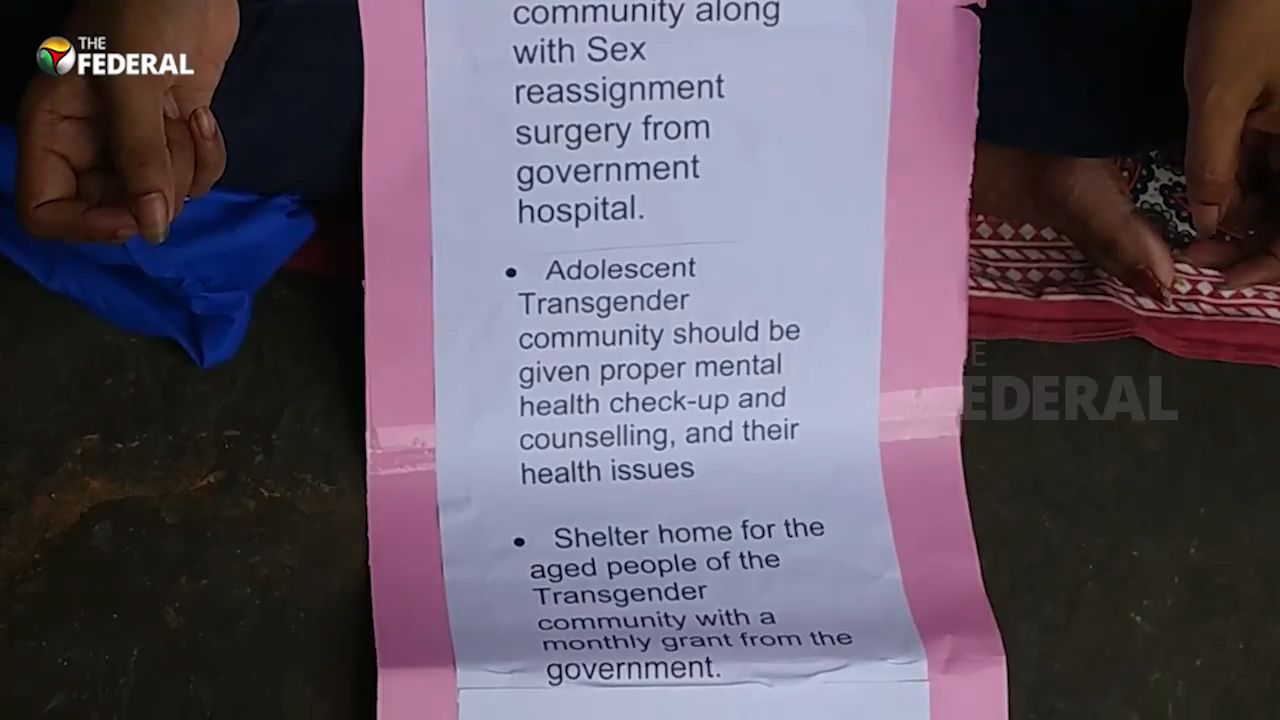 THE
FEDERAL
community along
with Sex
reassignment
surgery from
government
hospital.
• Adolescent
Transgender
community should be
given proper mental
health check-up and
counselling, and their
health issues
• Shelter home for the
aged people of the
Transgender
community with a
monthly grant from the
government.
THE
FEDERAL